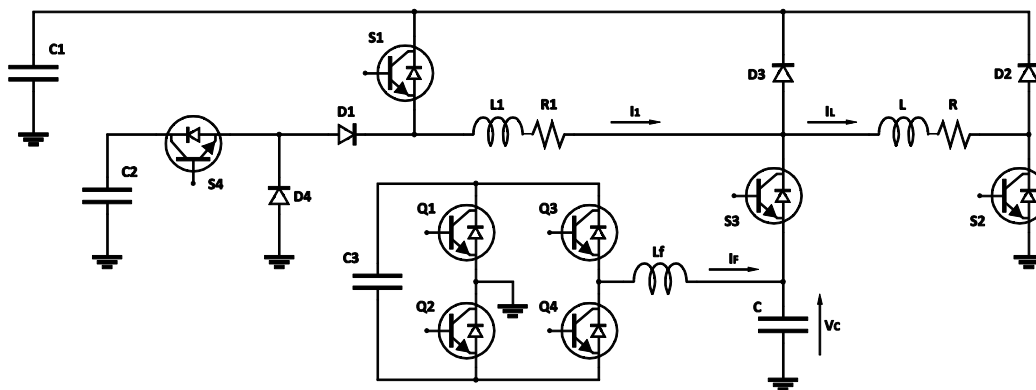 C1
S1
D3
D2
L1
R1
I1
IL
L
R
D1
C2
S4
D4
S3
S2
Q1
Q3
C3
Lf
IF
Q2
Q4
C
VC